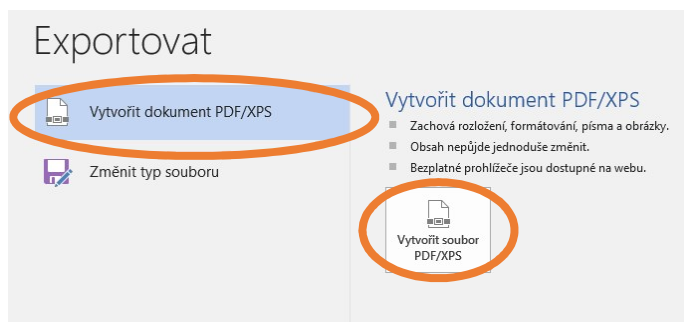 Exportovat
Vytvořit dokument PDF/XPS
Změnit typ souboru
Vytvořit dokument PDF/XPS
Zachová rozložení, formátování, písma a obrázky.
Obsah nepůjde jednoduše změnit.
Bezplatné prohlížeče jsou dostupné na webu.
Vytvořit soubor
PDF/XPS